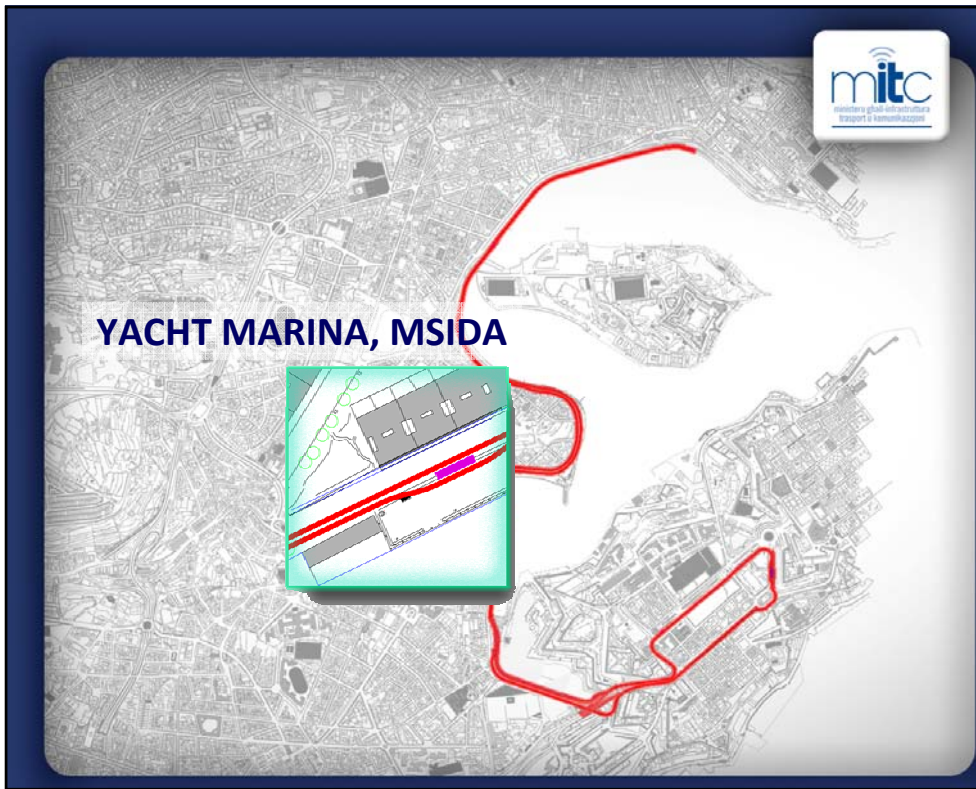 mitc
ministeru għall-infrastruttura
trasport u komunikazzjoni
YACHT MARINA, MSIDA